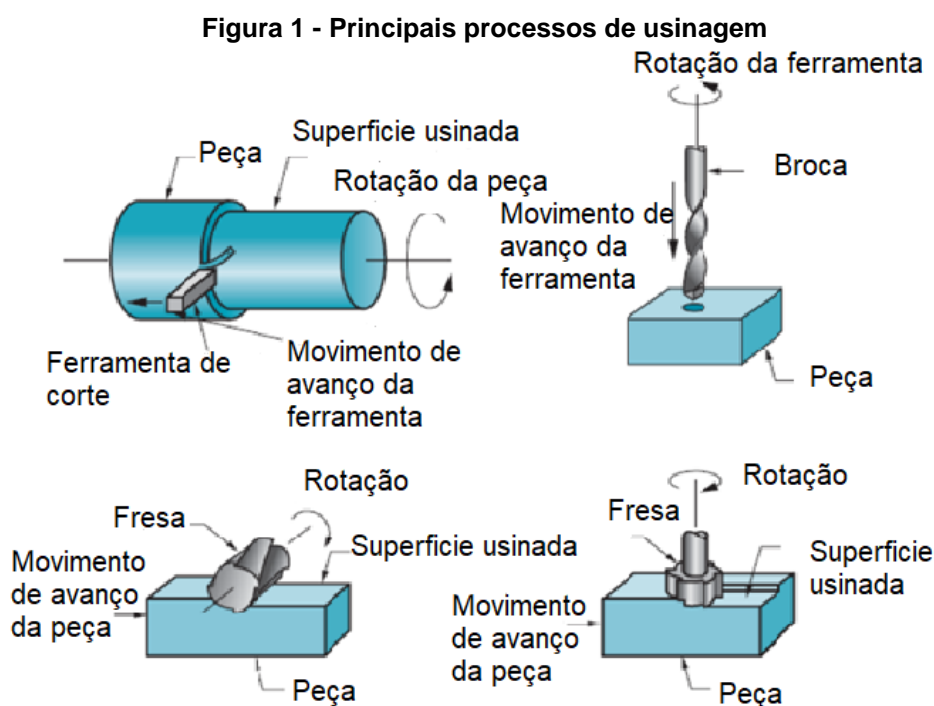 Figura 1 - Principais processos de usinagem
Peça
Superficie usinada
Rotação da peça
Ferramenta de
corte
Movimento de
avanço da
ferramenta
Rotação da ferramenta
Broca
Movimento de
avanço da
ferramenta
Peça
Rotação
Fresa
Superficie usinada
Movimento
de avanço
da peça
Peça
Rotação
Fresa
Superficie
usinada
Movimento
de avanço
da peça
Peça